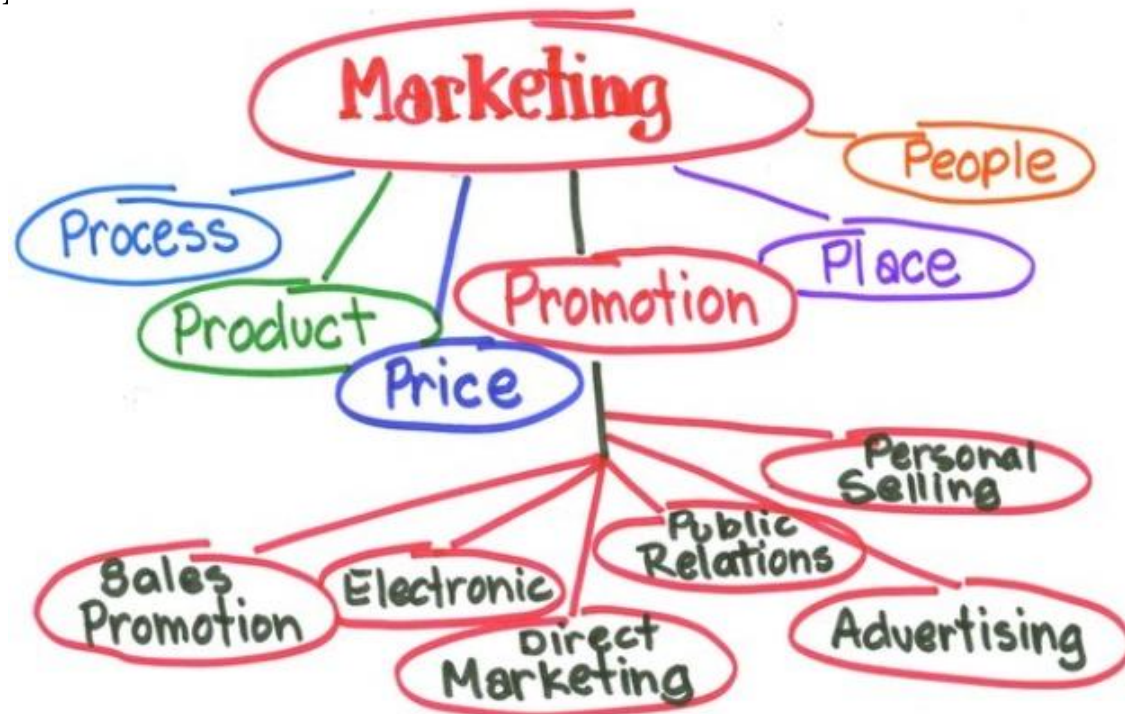 ]
Marketing
People
Process
Place
Product
Promotion
Price
Personal
Selling
Public
Relations
Sales
Promotion
Electronic
Direct
Marketing
Advertising